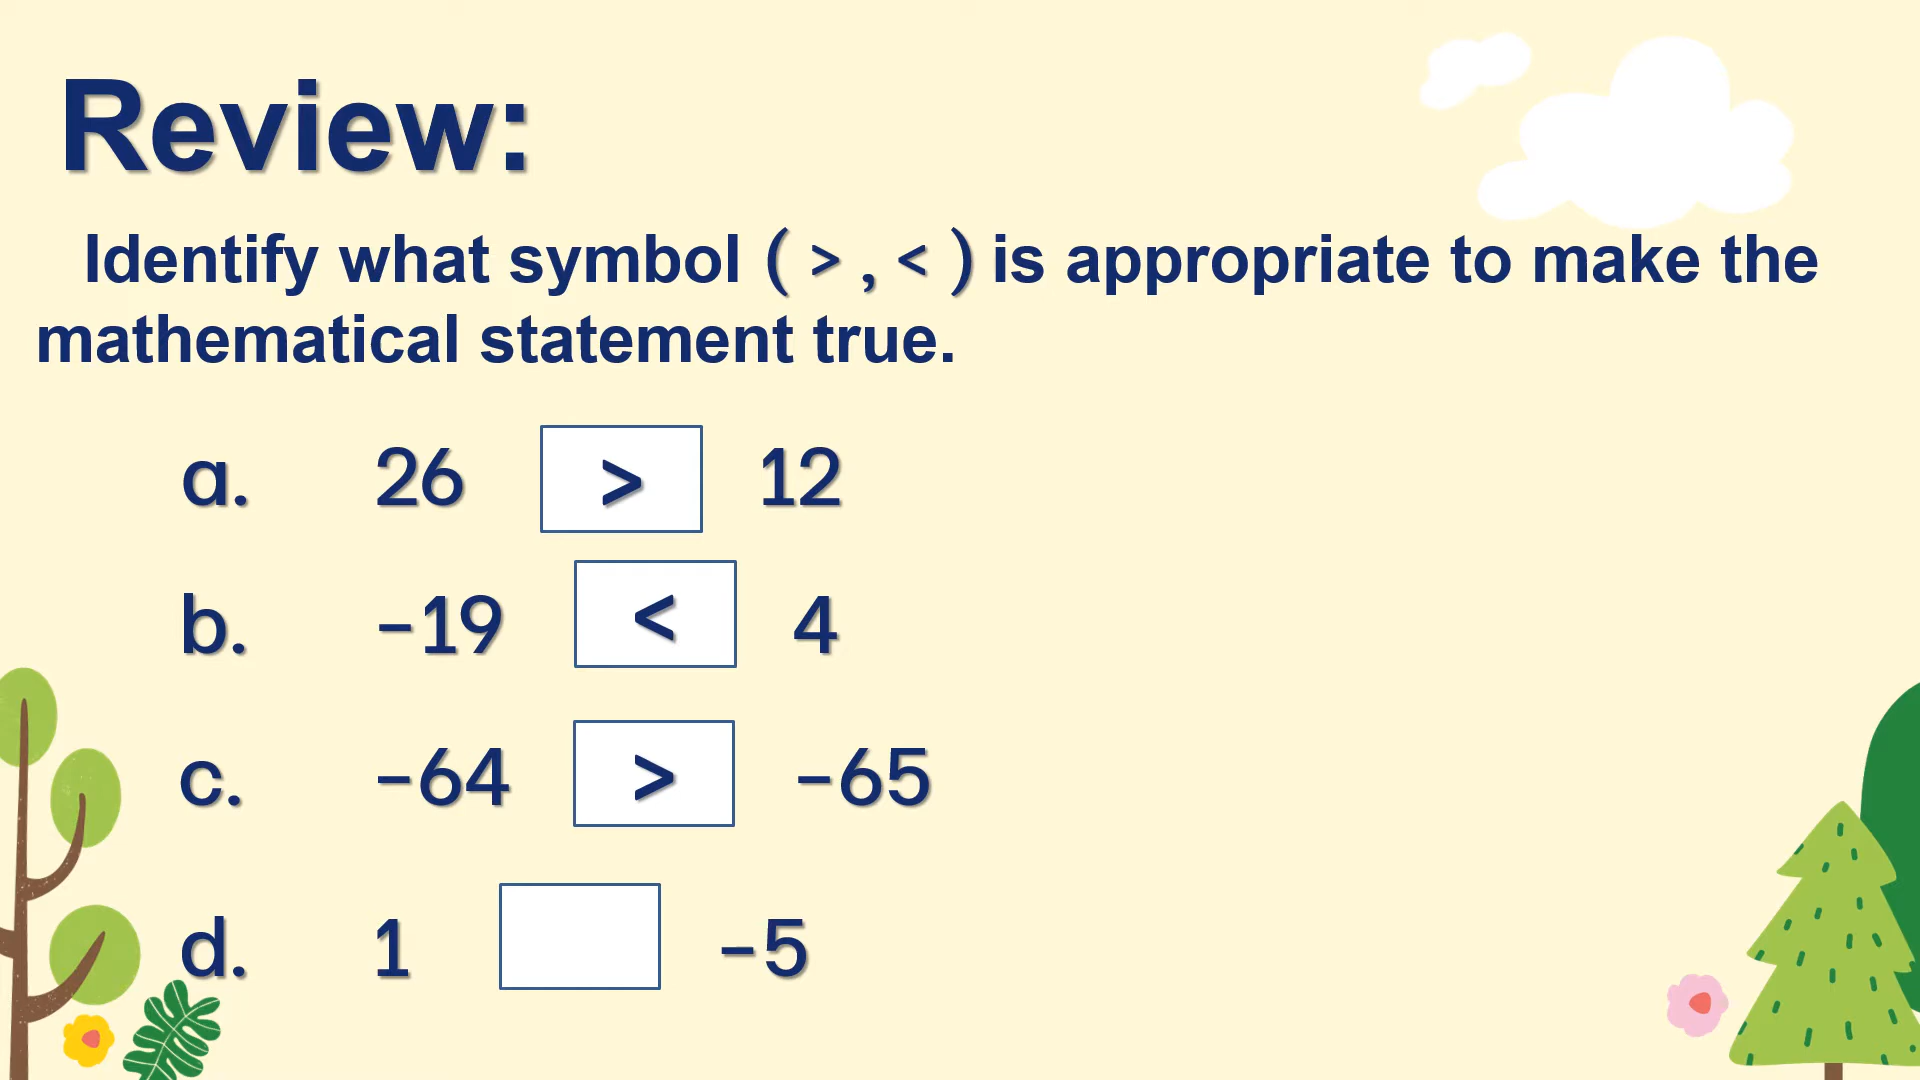 Review:
Identify what symbol ( > , < ) is appropriate to make the
mathematical statement true.
a. 26 > 12
b. -19 < 4
c. -64 > -65
d. 1 -5